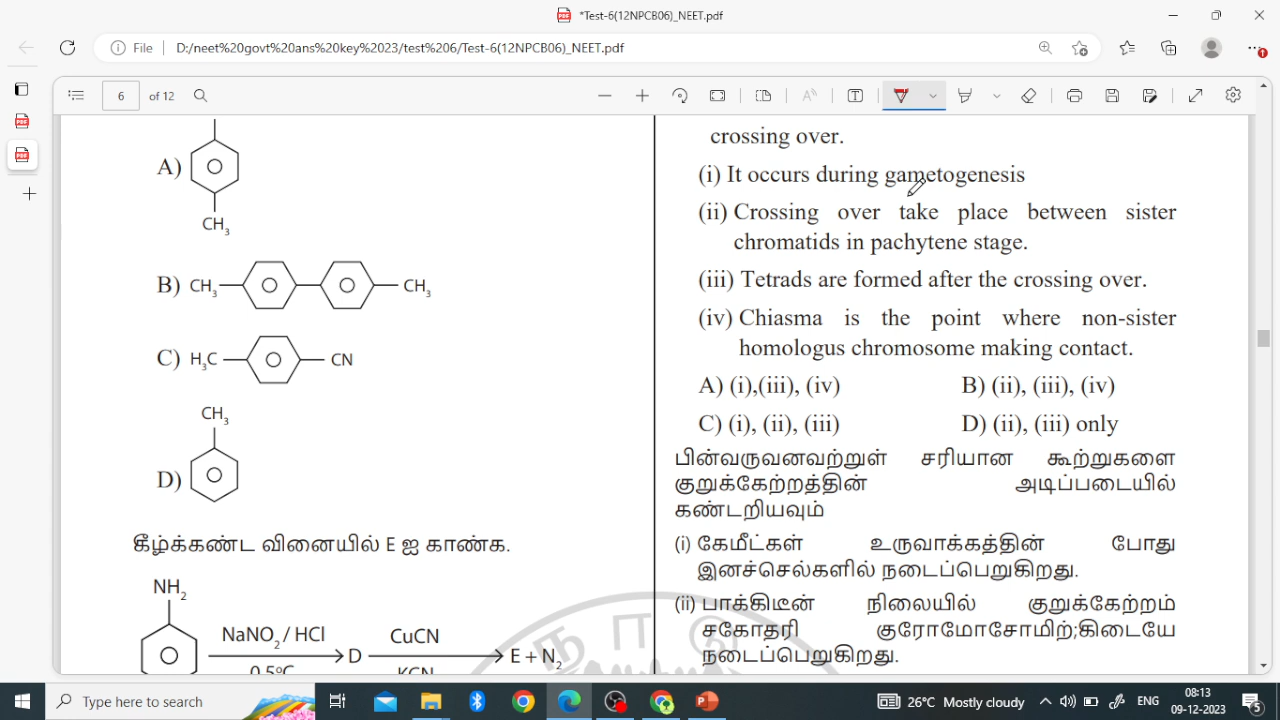 *Test-6(12NPCB06)_NEET.pdf
File
D:/neet%20govt%20ans%20key%202023/test%206/Test-6(12NPCB06)_NEET.pdf
6 of 12
A)
CH3
B) CH3 CH3
C) H3C CN
CH3
D)
கீழ்க்கண்ட வினையில் E ஐ காண்க.
NH2
NaNO2 / HCl
CuCN
D
E + N2
0.5°C
KCN
crossing over.
(i) It occurs during gametogenesis
(ii) Crossing over take place between sister
chromatids in pachytene stage.
(iii) Tetrads are formed after the crossing over.
(iv) Chiasma is the point where non-sister
homologus chromosome making contact.
A) (i),(iii), (iv) B) (ii), (iii), (iv)
C) (i), (ii), (iii) D) (ii), (iii) only
பின்வருவனவற்றுள் சரியான கூற்றுகளை
குறுக்கேற்றத்தின் அடிப்படையில்
கண்டறியவும்
(i) கேமீட்கள் உருவாக்கத்தின் போது
இனச்செல்களில் நடைப்பெறுகிறது.
(ii) பாக்கிடீன் நிலையில் குறுக்கேற்றம்
சகோதரி குரோமோசோமிற்;கிடையே
நடைப்பெறுகிறது.
Type here to search
26°C Mostly cloudy
ENG
08:13
09-12-2023
5